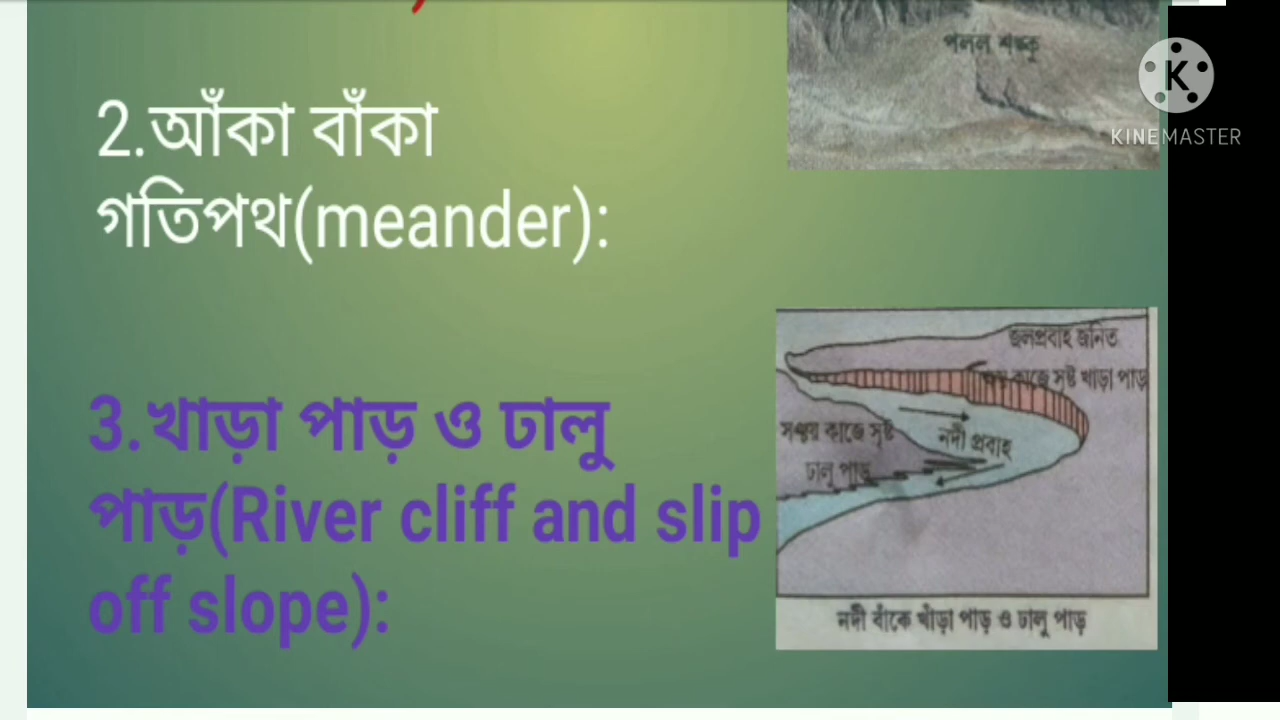 পলল শঙ্কু
KINEMASTER
2.আঁকা বাঁকা
গতিপথ(meander):
3.খাড়া পাড় ও ঢালু
পাড়(River cliff and slip
off slope):
জলপ্রবাহ জনিত
কাজে সৃষ্ট খাড়া পাড়
সঞ্চয় কাজে সৃষ্ট
ঢালু পাড়
নদী প্রবাহ
নদী বাঁকে খাঁড়া পাড় ও ঢালু পাড়